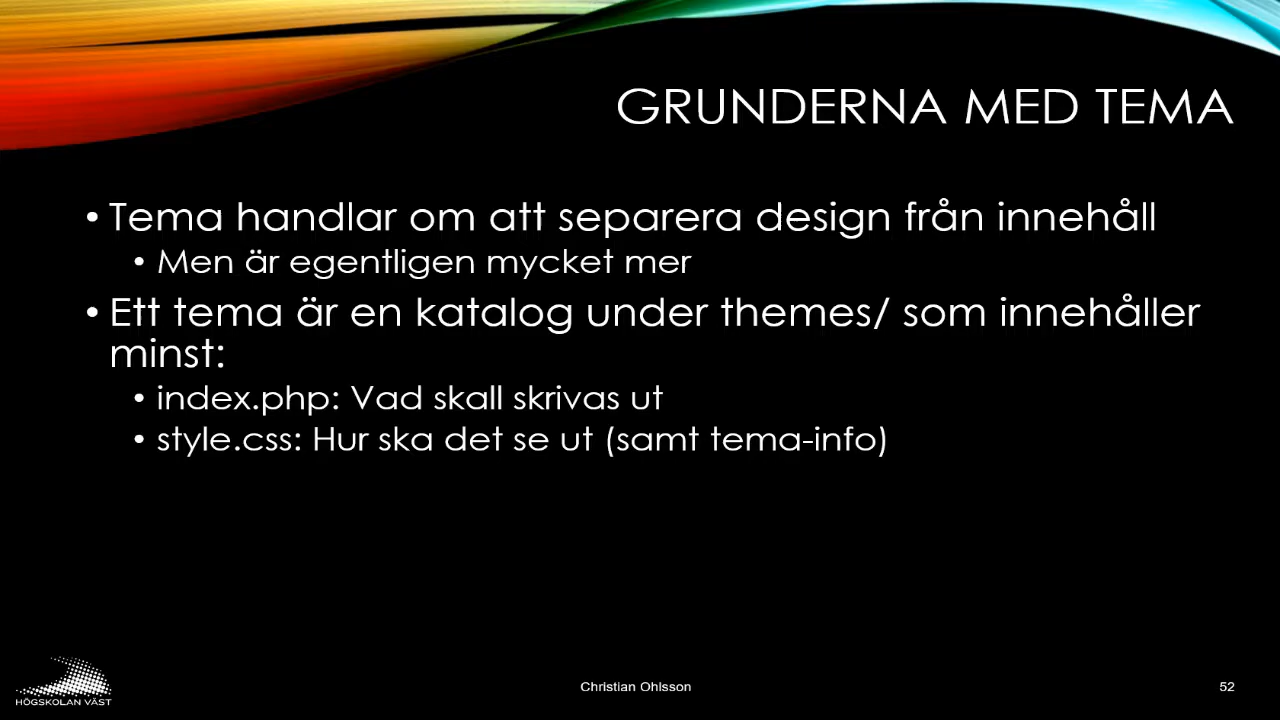 GRUNDERNA MED TEMA
• Tema handlar om att separera design från innehåll
• Men är egentligen mycket mer
• Ett tema är en katalog under themes/ som innehåller
minst:
• index.php: Vad skall skrivas ut
• style.css: Hur ska det se ut (samt tema-info)
HÖGSKOLAN VÄST
Christian Ohlsson
52